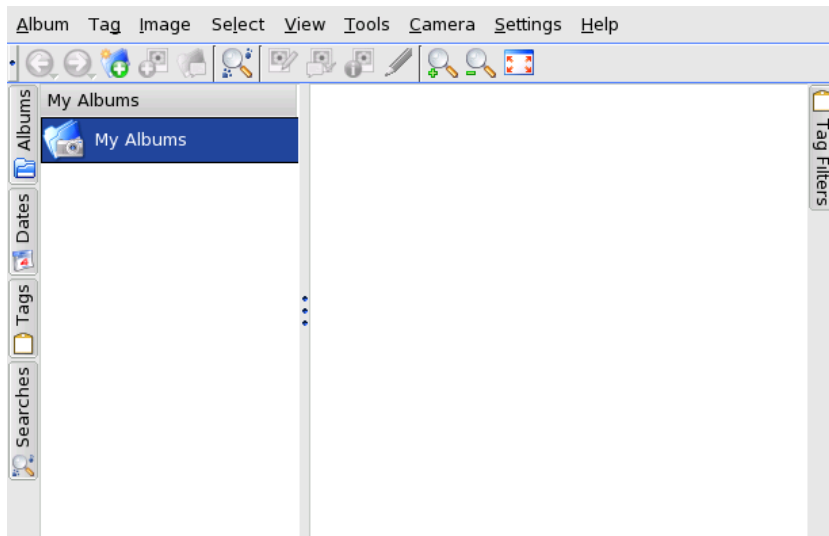 Album Tag Image Select View Tools Camera Settings Help
My Albums
My Albums
Albums
Dates
Tags
Searches
Tag Filters